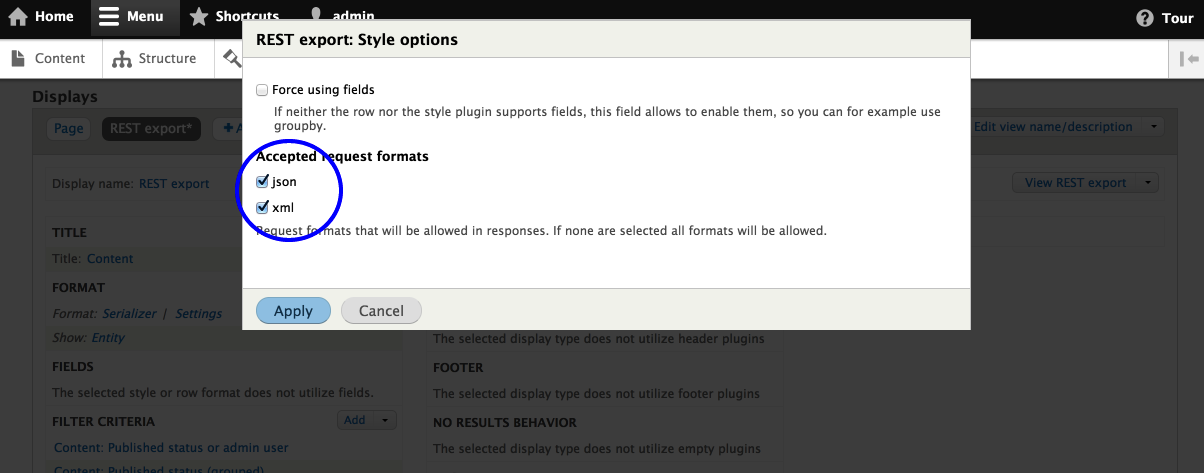 Home Menu Shortcuts admin Tour
Content Structure
REST export: Style options
Force using fields
If neither the row nor the style plugin supports fields, this field allows to enable them, so you can for example use
groupby.
Accepted request formats
json
xml
Request formats that will be allowed in responses. If none are selected all formats will be allowed.
Apply Cancel
Displays
Page REST export* + A Edit view name/description
Display name: REST export View REST export
TITLE
Title: Content
FORMAT
Format: Serializer | Settings
Show: Entity
FIELDS
The selected style or row format does not utilize fields.
FILTER CRITERIA Add
Content: Published status or admin user
Content: Published status (grouped)
The selected display type does not utilize header plugins
FOOTER
The selected display type does not utilize footer plugins
NO RESULTS BEHAVIOR
The selected display type does not utilize empty plugins